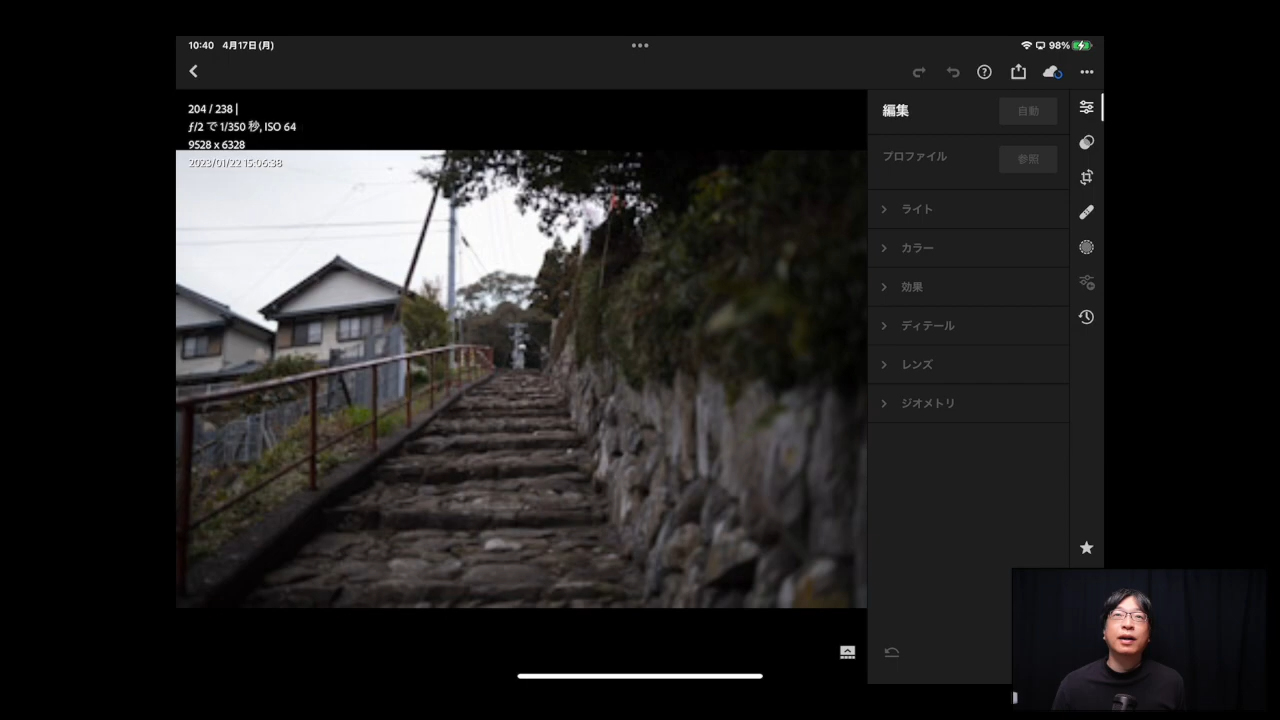 10:40 4月17日(月)
98%
204 / 238 |
ƒ/2 で 1/350 秒, ISO 64
9528 x 6328
2023/01/22 15:06:38
編集
自動
プロファイル
参照
ライト
カラー
効果
ディテール
レンズ
ジオメトリ